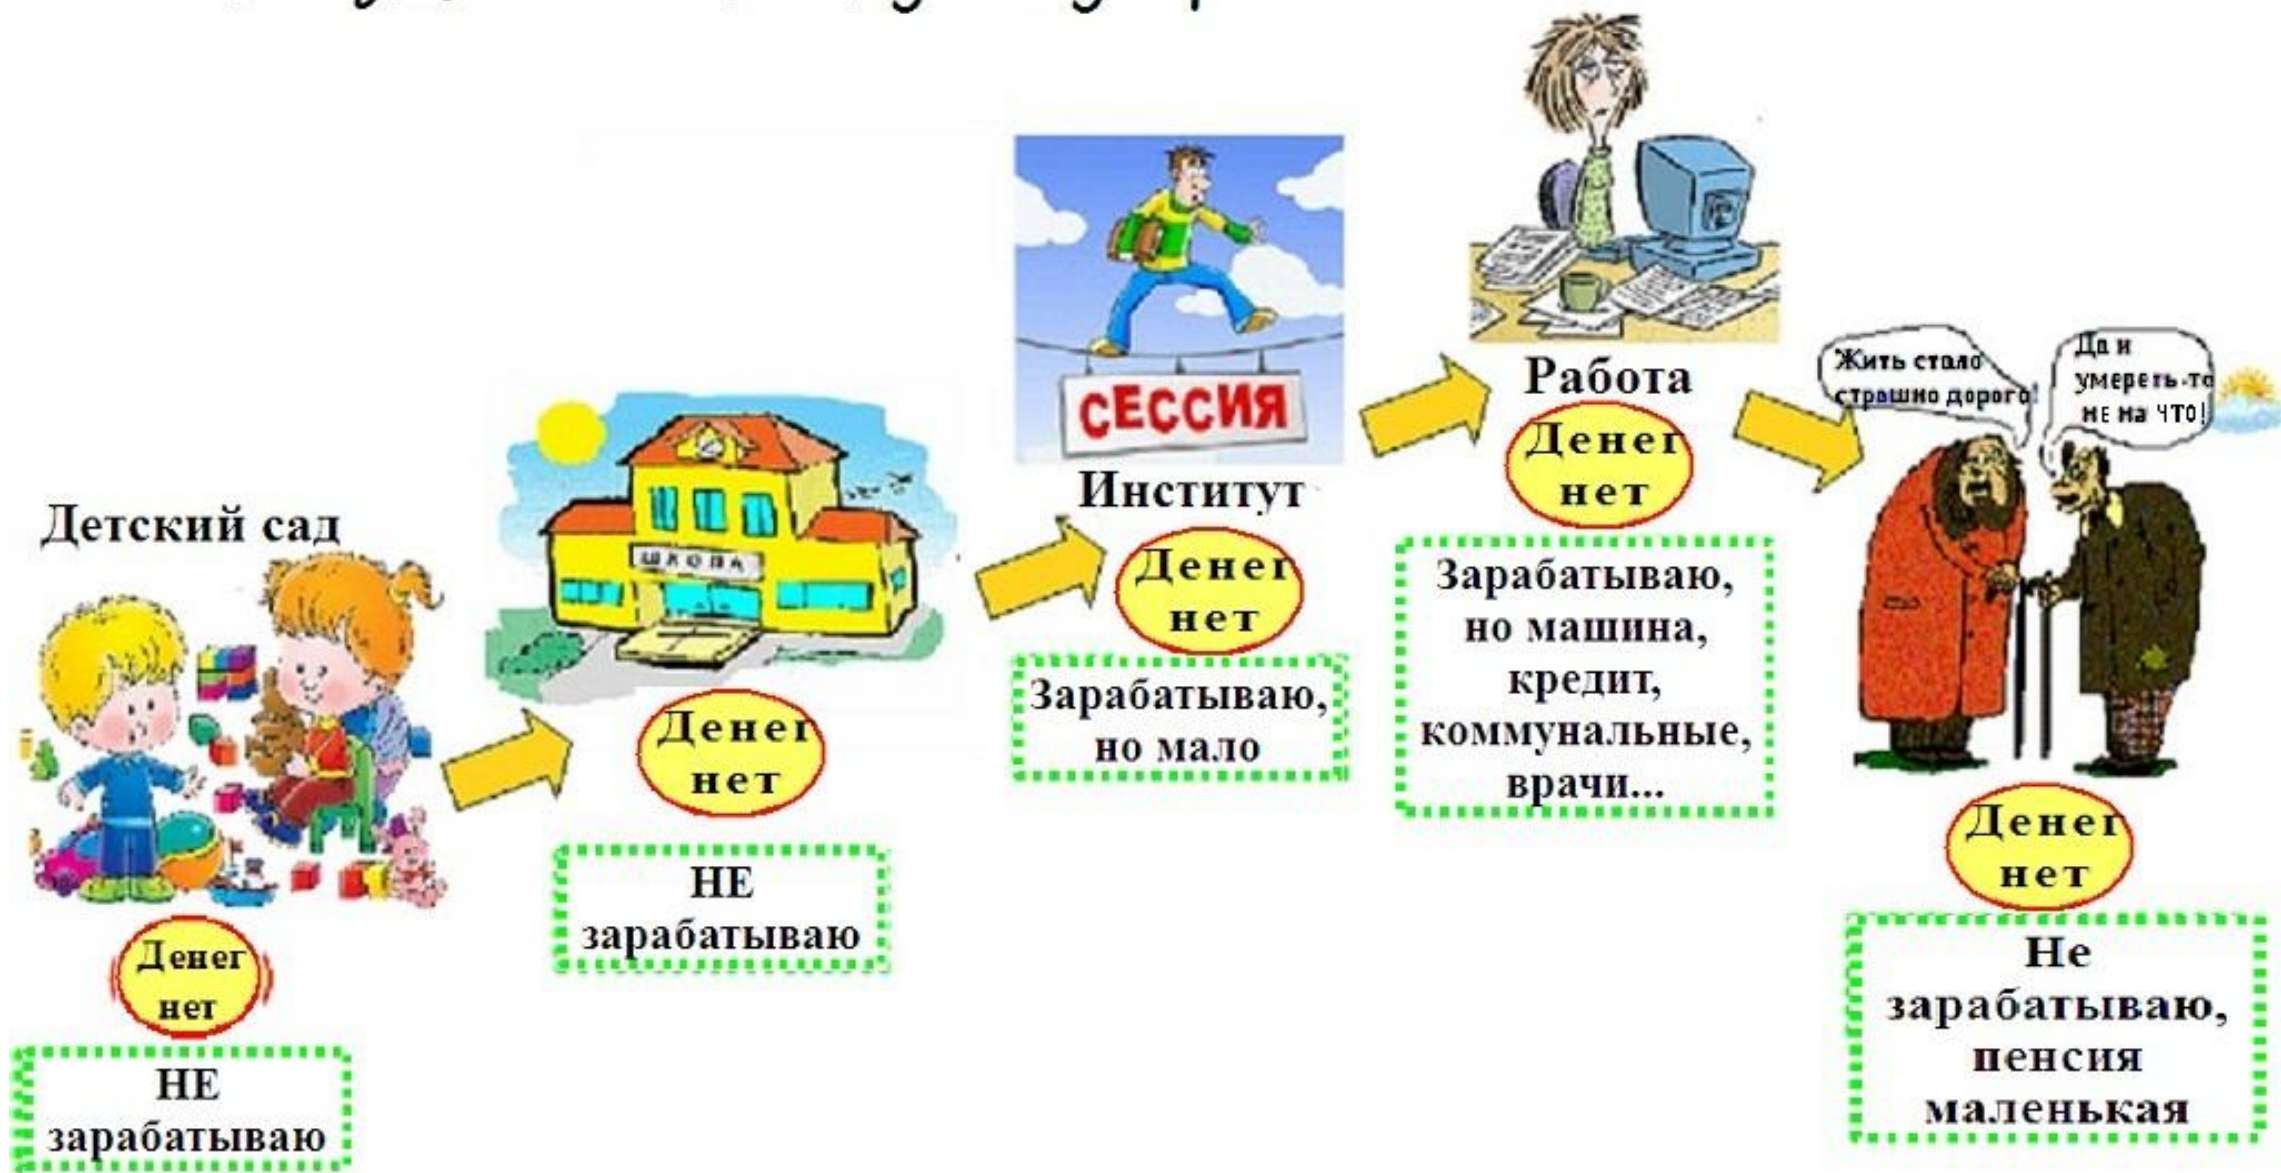 Детский сад
Денег
нет
НЕ
зарабатываю
ШКОЛА
Денег
нет
НЕ
зарабатываю
СЕССИЯ
Институт
Денег
нет
Зарабатываю,
но мало
Работа
Денег
нет
Зарабатываю,
но машина,
кредит,
коммунальные,
врачи...
Жить стало
страшно дорого!
Да и
умереть-то
не на ЧТО!
Денег
нет
Не
зарабатываю,
пенсия
маленькая